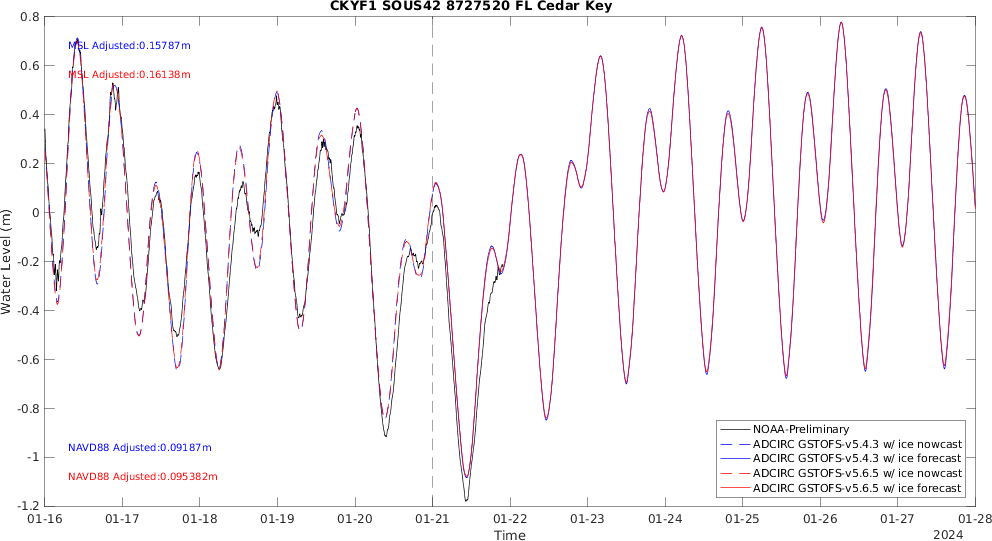 CKYF1 SOUS42 8727520 FL Cedar Key
0.8
0.6
0.4
0.2
0
-0.2
-0.4
-0.6
-0.8
-1
-1.2
Water Level (m)
MSL Adjusted:0.15787m
MSL Adjusted:0.16138m
NAVD88 Adjusted:0.09187m
NAVD88 Adjusted:0.095382m
NOAA-Preliminary
ADCIRC GSTOFS-v5.4.3 w/ ice nowcast
ADCIRC GSTOFS-v5.4.3 w/ ice forecast
ADCIRC GSTOFS-v5.6.5 w/ ice nowcast
ADCIRC GSTOFS-v5.6.5 w/ ice forecast
01-16 01-17 01-18 01-19 01-20 01-21 01-22 01-23 01-24 01-25 01-26 01-27 01-28
Time
2024